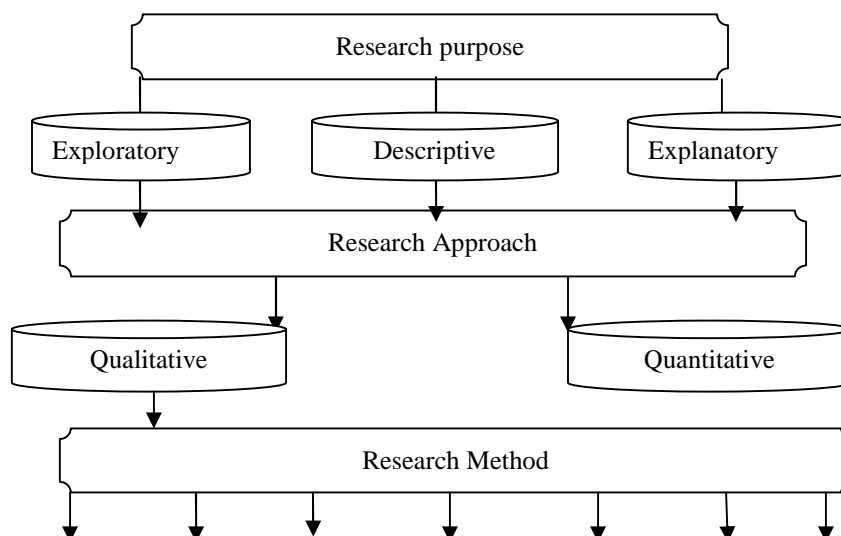 Research purpose
Exploratory
Descriptive
Explanatory
Research Approach
Qualitative
Quantitative
Research Method